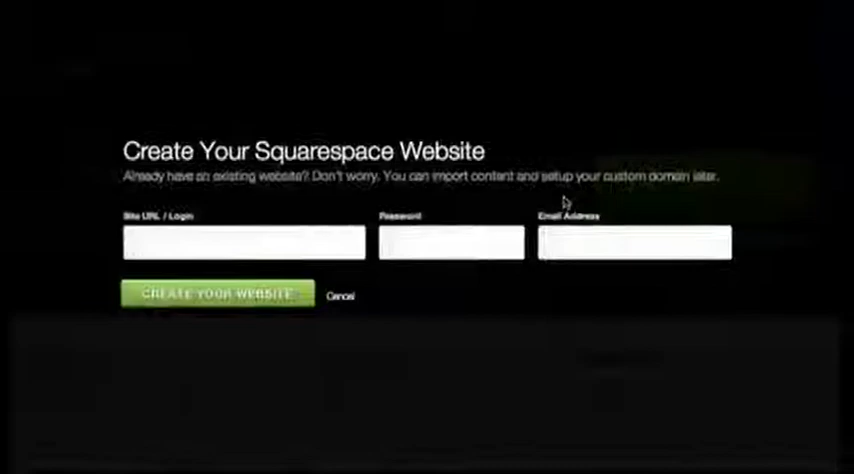 Create Your Squarespace Website
Already have an existing website? Don't worry. You can import content and setup your custom domain later.
Site URL / Login
Password
Email Address
CREATE YOUR WEBSITE
Cancel